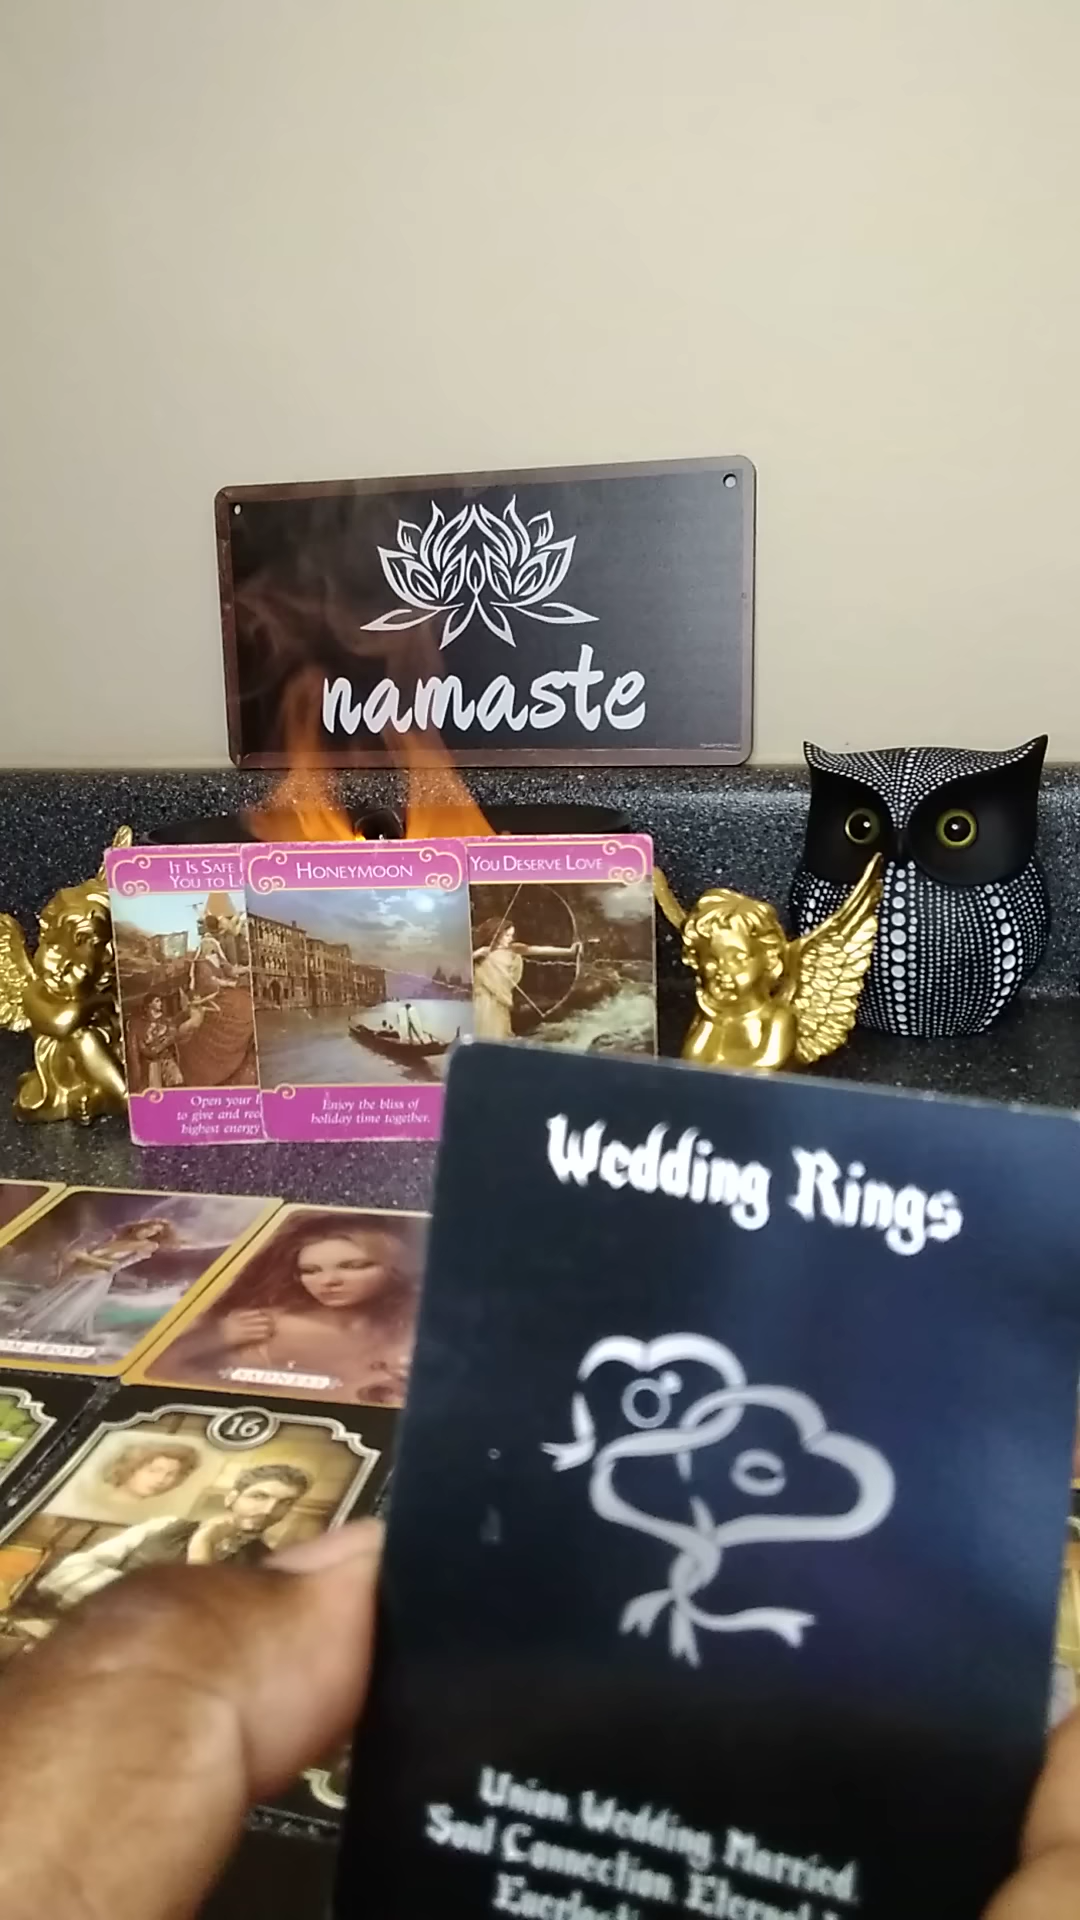 namaste
IT IS SAFE
YOU TO
HONEYMOON
YOU DESERVE LOVE
Open your
to give and
highest energy
Enjoy the bliss of
holiday time together.
Wedding Rings
16
Union. Wedding. Married.
Soul Connection. Eternal